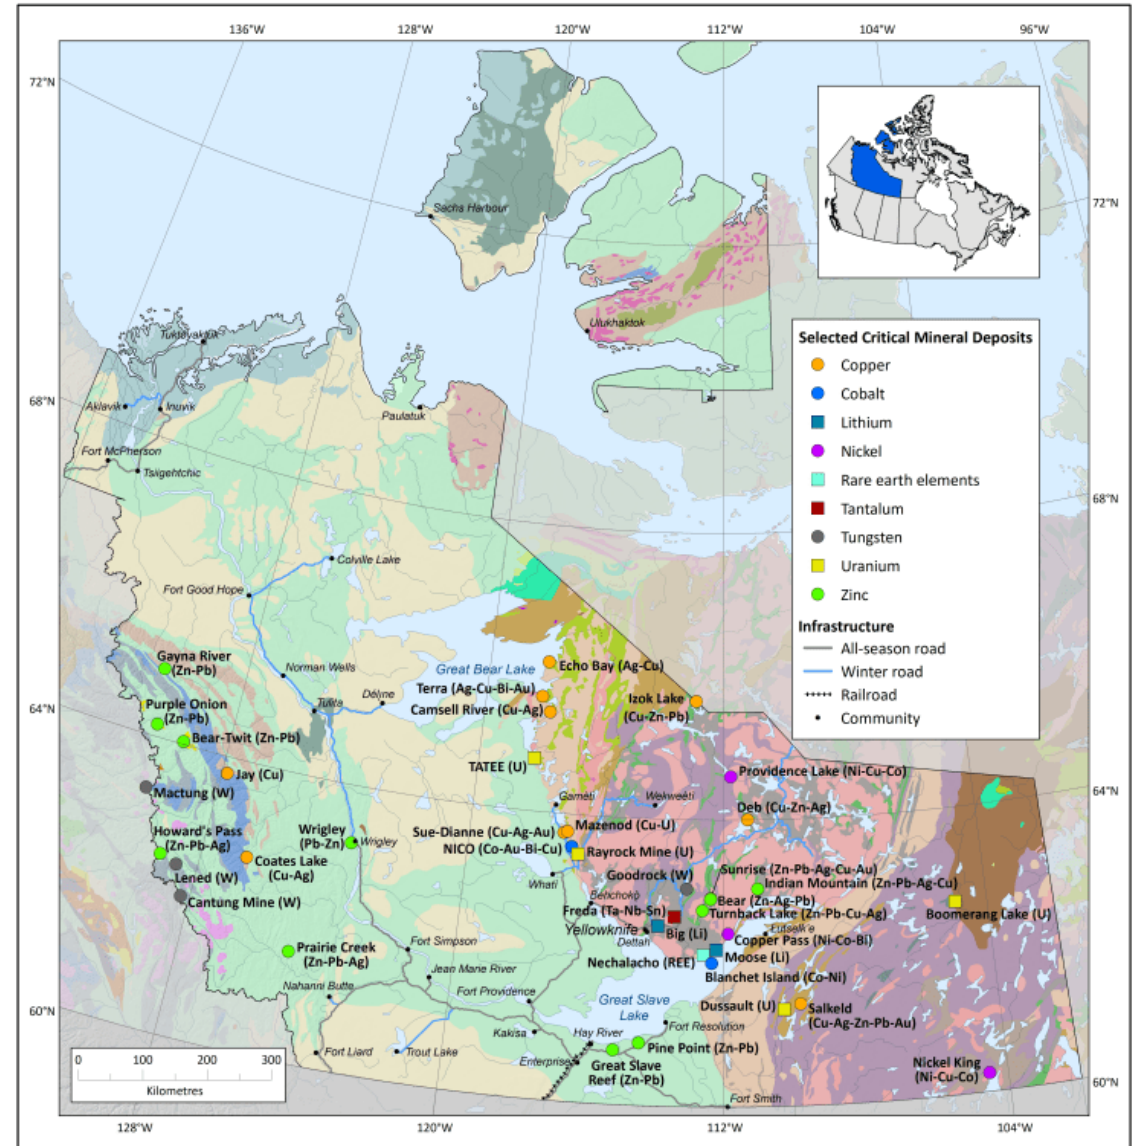 136°W
128°W
120°W
112°W
104°W
96°W
72°N
72°N
Sachs Harbour
Ulukhaktok
Tuktoyaktuk
68°N
Aklavik
Inuvik
Paulatuk
Fort McPherson
Tsiigehtchic
Selected Critical Mineral Deposits
Copper
Cobalt
Lithium
Nickel
Rare earth elements
Tantalum
Tungsten
Uranium
Zinc
Infrastructure
All-season road
Winter road
Railroad
Community
68°N
Colville Lake
Fort Good Hope
Gayna River
(Zn-Pb)
Norman Wells
Great Bear Lake
Echo Bay (Ag-Cu)
Terra (Ag-Cu-Bi-Au)
Camsell River (Cu-Ag)
Izok Lake
(Cu-Zn-Pb)
64°N
Purple Onion
(Zn-Pb)
Tulita
Déline
Bear-Twit (Zn-Pb)
TATEE (U)
Jay (Cu)
Mactung (W)
Providence Lake (Ni-Cu-Co)
64°N
Gamètì
Wekweètì
Deb (Cu-Zn-Ag)
Howard's Pass
(Zn-Pb-Ag)
Wrigley
(Pb-Zn)
Wrigley
Sue-Dianne (Cu-Ag-Au)
Mazenod (Cu-U)
NICO (Co-Au-Bi-Cu)
Rayrock Mine (U)
Coates Lake
(Cu-Ag)
Lened (W)
Cantung Mine (W)
Whatì
Goodrock (W)
Sunrise (Zn-Pb-Ag-Cu-Au)
Indian Mountain (Zn-Pb-Ag-Cu)
Behchokǫ̀
Bear (Zn-Ag-Pb)
Freda (Ta-Nb-Sn)
Turnback Lake (Zn-Pb-Cu-Ag)
Boomerang Lake (U)
Yellowknife
Big (Li)
Lutselk'e
Dettah
Copper Pass (Ni-Co-Bi)
Prairie Creek
(Zn-Pb-Ag)
Fort Simpson
Nechalacho (REE)
Moose (Li)
Blanchet Island (Co-Ni)
Jean Marie River
Nahanni Butte
Fort Providence
Great Slave
Lake
Dussault (U)
Salkeld
(Cu-Ag-Zn-Pb-Au)
60°N
Kakisa
Hay River
Fort Resolution
Fort Liard
Trout Lake
Enterprise
Pine Point (Zn-Pb)
Great Slave
Reef (Zn-Pb)
Nickel King
(Ni-Cu-Co)
60°N
Fort Smith
0 100 200 300
Kilometres
128°W
120°W
112°W
104°W